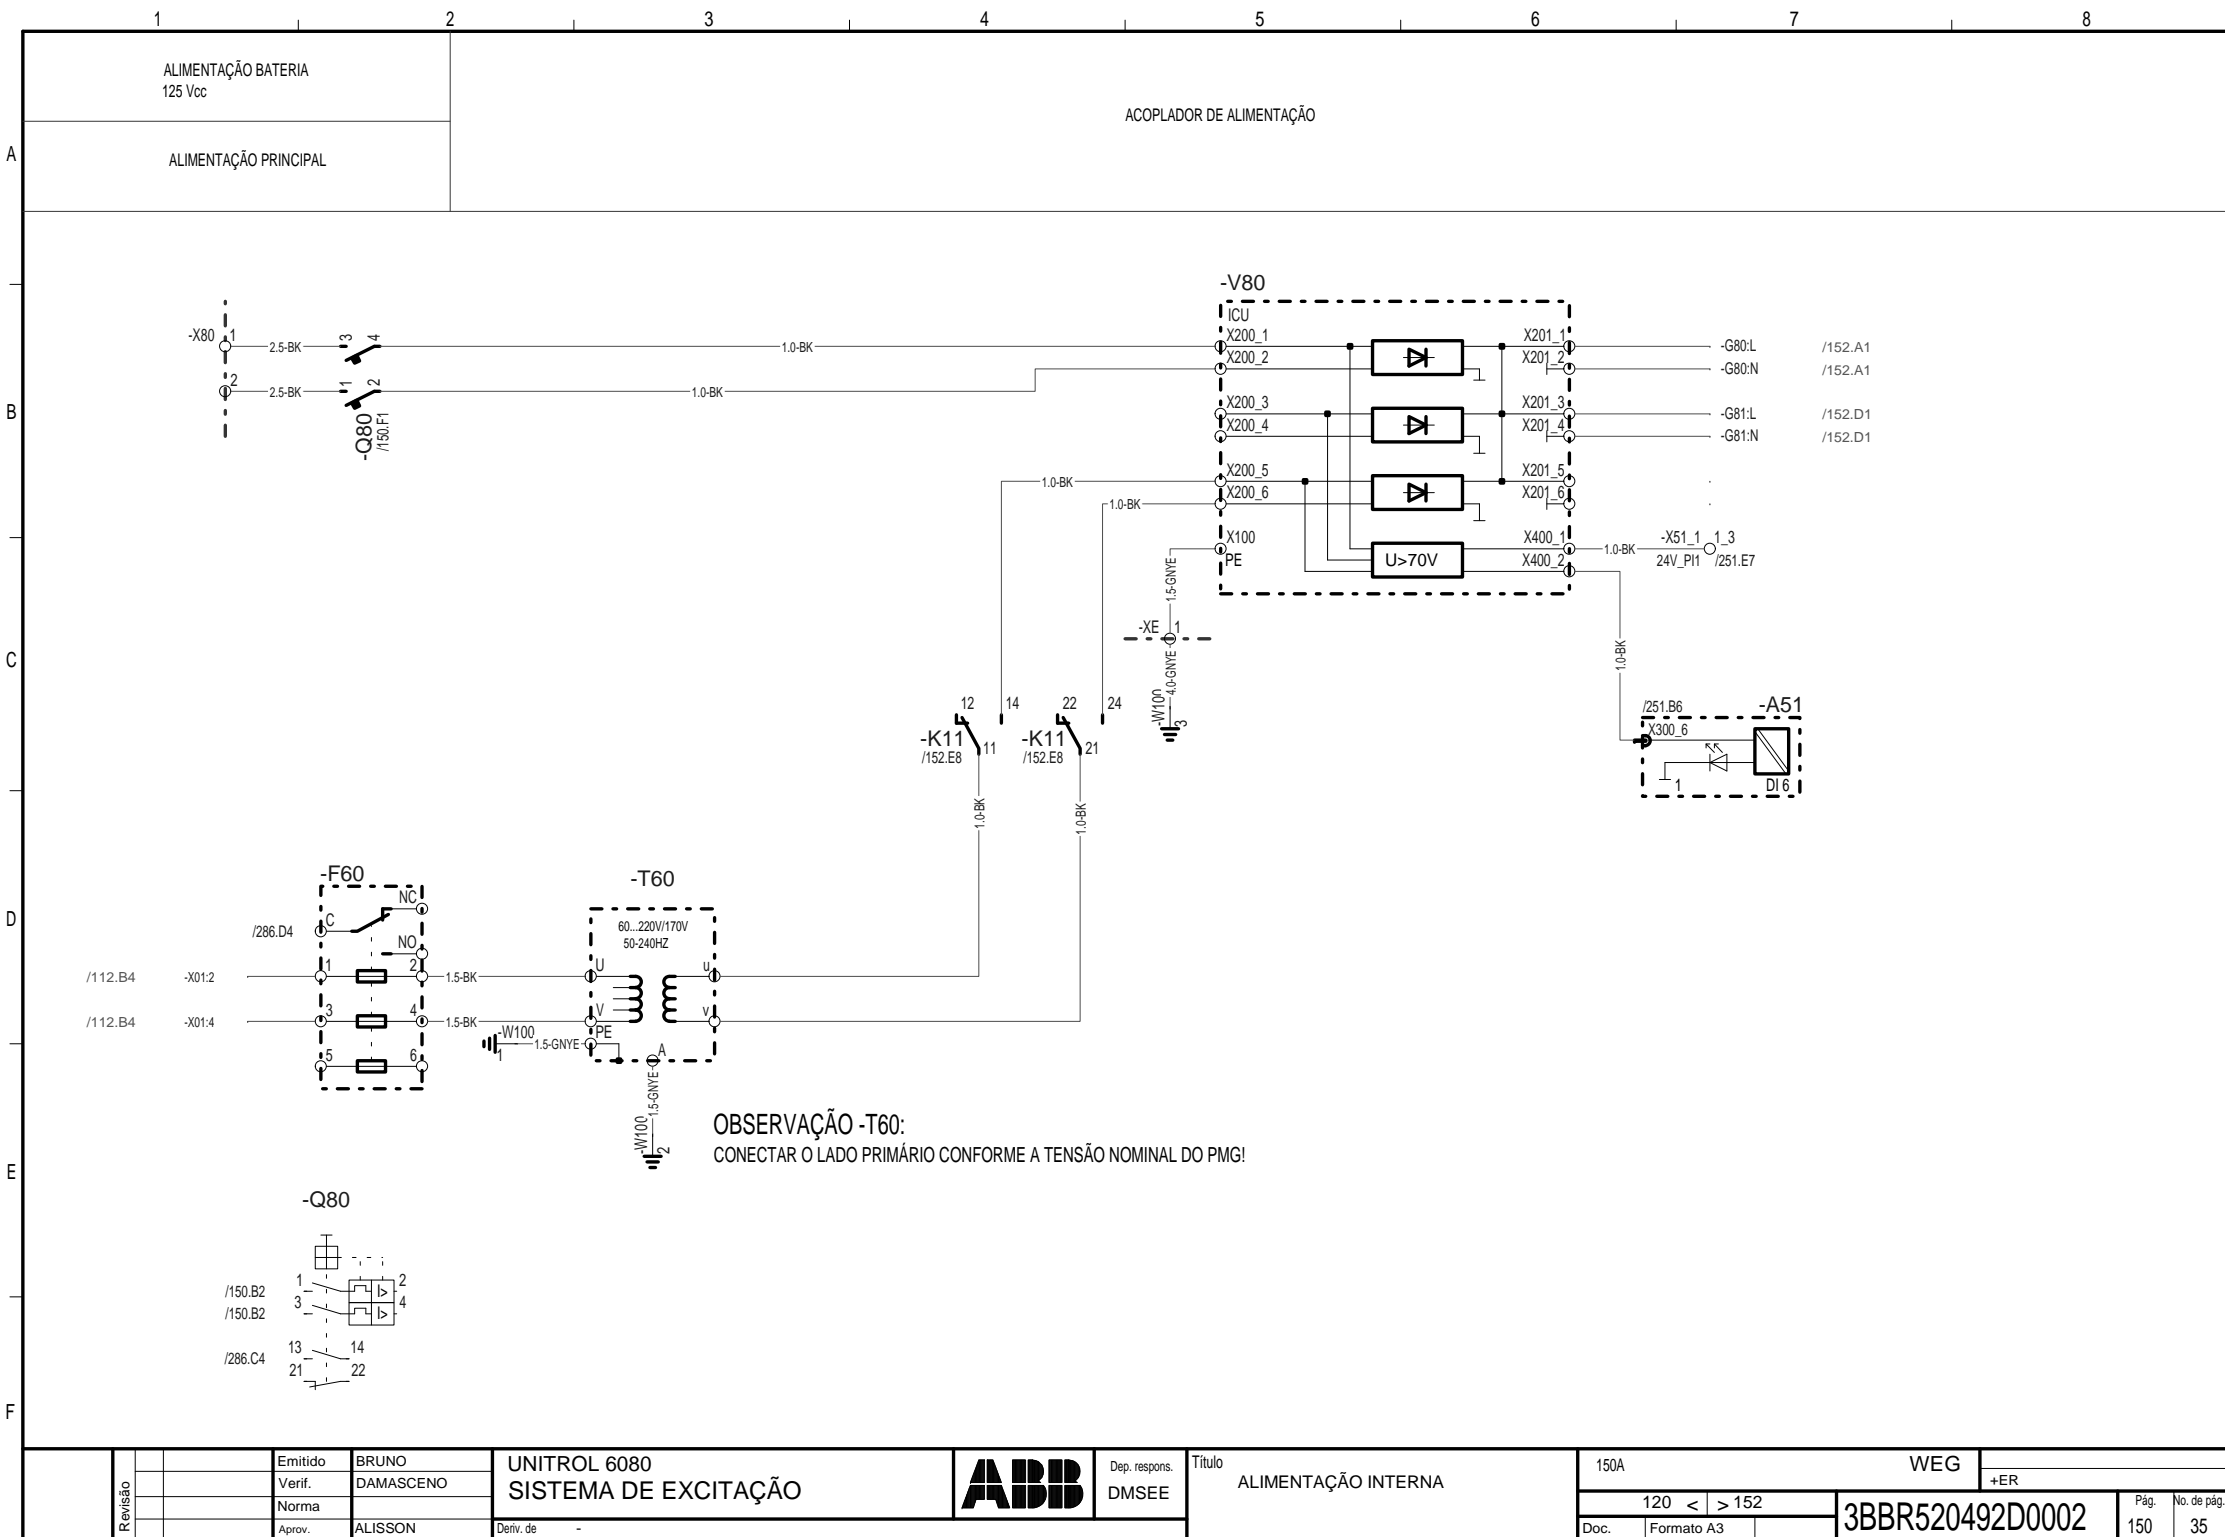 1 2 3 4 5 6 7 8
ALIMENTAÇÃO BATERIA
125 Vcc
ACOPLADOR DE ALIMENTAÇÃO
A
ALIMENTAÇÃO PRINCIPAL
-V80
ICU
-X80 1 2.5-BK 3 4 1.0-BK X200_1 X201_1 -G80:L /152.A1
X200_2 X201_2 -G80:N /152.A1
2 2.5-BK 1 2 1.0-BK
B
-Q80
/150.F1
X200_3 X201_3 -G81:L /152.D1
X200_4 X201_4 -G81:N /152.D1
1.0-BK X200_5 X201_5
1.0-BK X200_6 X201_6
X100 X400_1 1.0-BK -X51_1 1_3
PE U>70V X400_2 24V_PI1 /251.E7
1.5-GNYE
-XE 1
C
4.0-GNYE
-W100
3
1.0-BK
12 14 22 24
-K11 11 -K11 21
/152.E8 /152.E8
/251.B6 -A51
X300_6
1 DI 6
1.0-BK 1.0-BK
-F60 -T60
NC
D
C
/286.D4
NO
60...220V/170V
50-240HZ
/112.B4 -X01:2 1 2 1.5-BK U u
/112.B4 -X01:4 3 4 1.5-BK V v
-W100 1 1.5-GNYE PE
5 6 A
1.5-GNYE
-W100
2
OBSERVAÇÃO -T60:
CONECTAR O LADO PRIMÁRIO CONFORME A TENSÃO NOMINAL DO PMG!
E
-Q80
/150.B2 1 I> 2
/150.B2 3 I> 4
/286.C4 13 14
21 22
F
Revisão
Emitido BRUNO
Verif. DAMASCENO
Norma
Aprov. ALISSON
UNITROL 6080
SISTEMA DE EXCITAÇÃO
Deriv. de -
ABB
Dep. respons.
DMSEE
Título
ALIMENTAÇÃO INTERNA
150A WEG
+ER
120 < > 152
Doc. Formato A3
3BBR520492D0002
Pág. No. de pág.
150 35